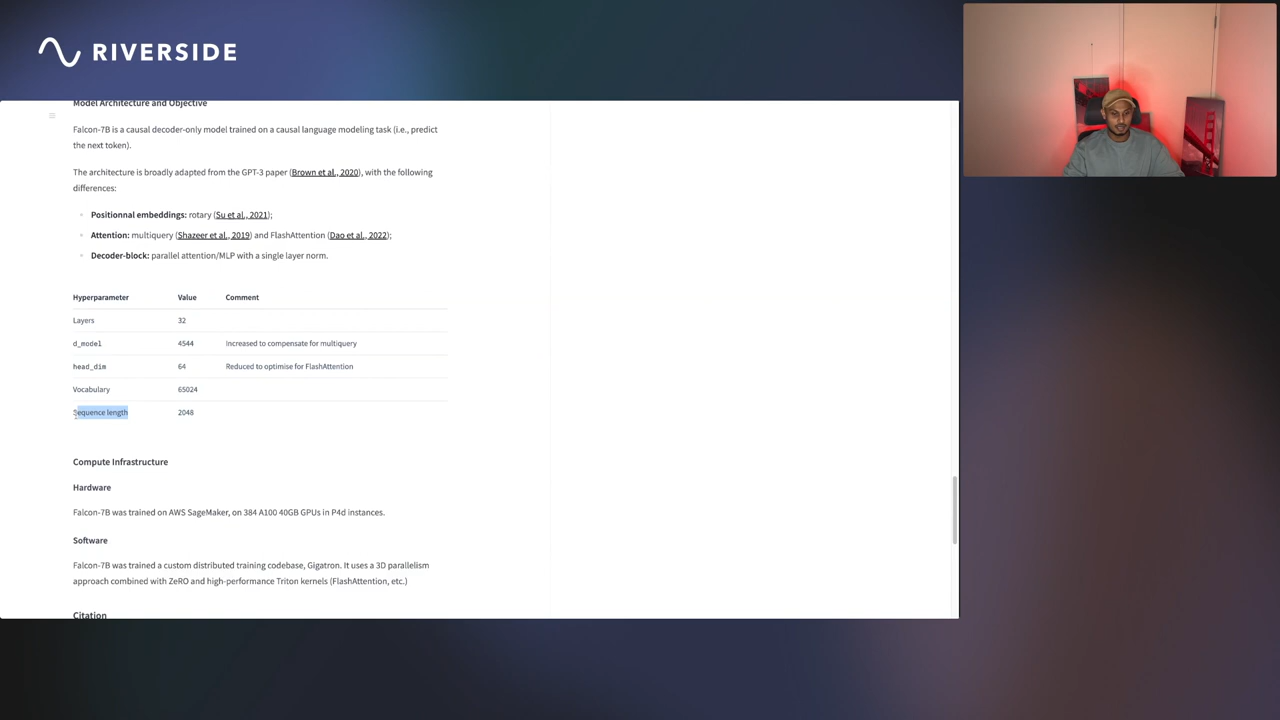 RIVERSIDE
Model Architecture and Objective
Falcon-7B is a causal decoder-only model trained on a causal language modeling task (i.e., predict
the next token).
The architecture is broadly adapted from the GPT-3 paper (Brown et al., 2020), with the following
differences:
Positionnal embeddings: rotary (Su et al., 2021);
Attention: multiquery (Shazeer et al., 2019) and FlashAttention (Dao et al., 2022);
Decoder-block: parallel attention/MLP with a single layer norm.
Hyperparameter Value Comment
Layers 32
d_model 4544 Increased to compensate for multiquery
head_dim 64 Reduced to optimise for FlashAttention
Vocabulary 65024
Sequence length 2048
Compute Infrastructure
Hardware
Falcon-7B was trained on AWS SageMaker, on 384 A100 40GB GPUs in P4d instances.
Software
Falcon-7B was trained a custom distributed training codebase, Gigatron. It uses a 3D parallelism
approach combined with ZeRO and high-performance Triton kernels (FlashAttention, etc.)
Citation